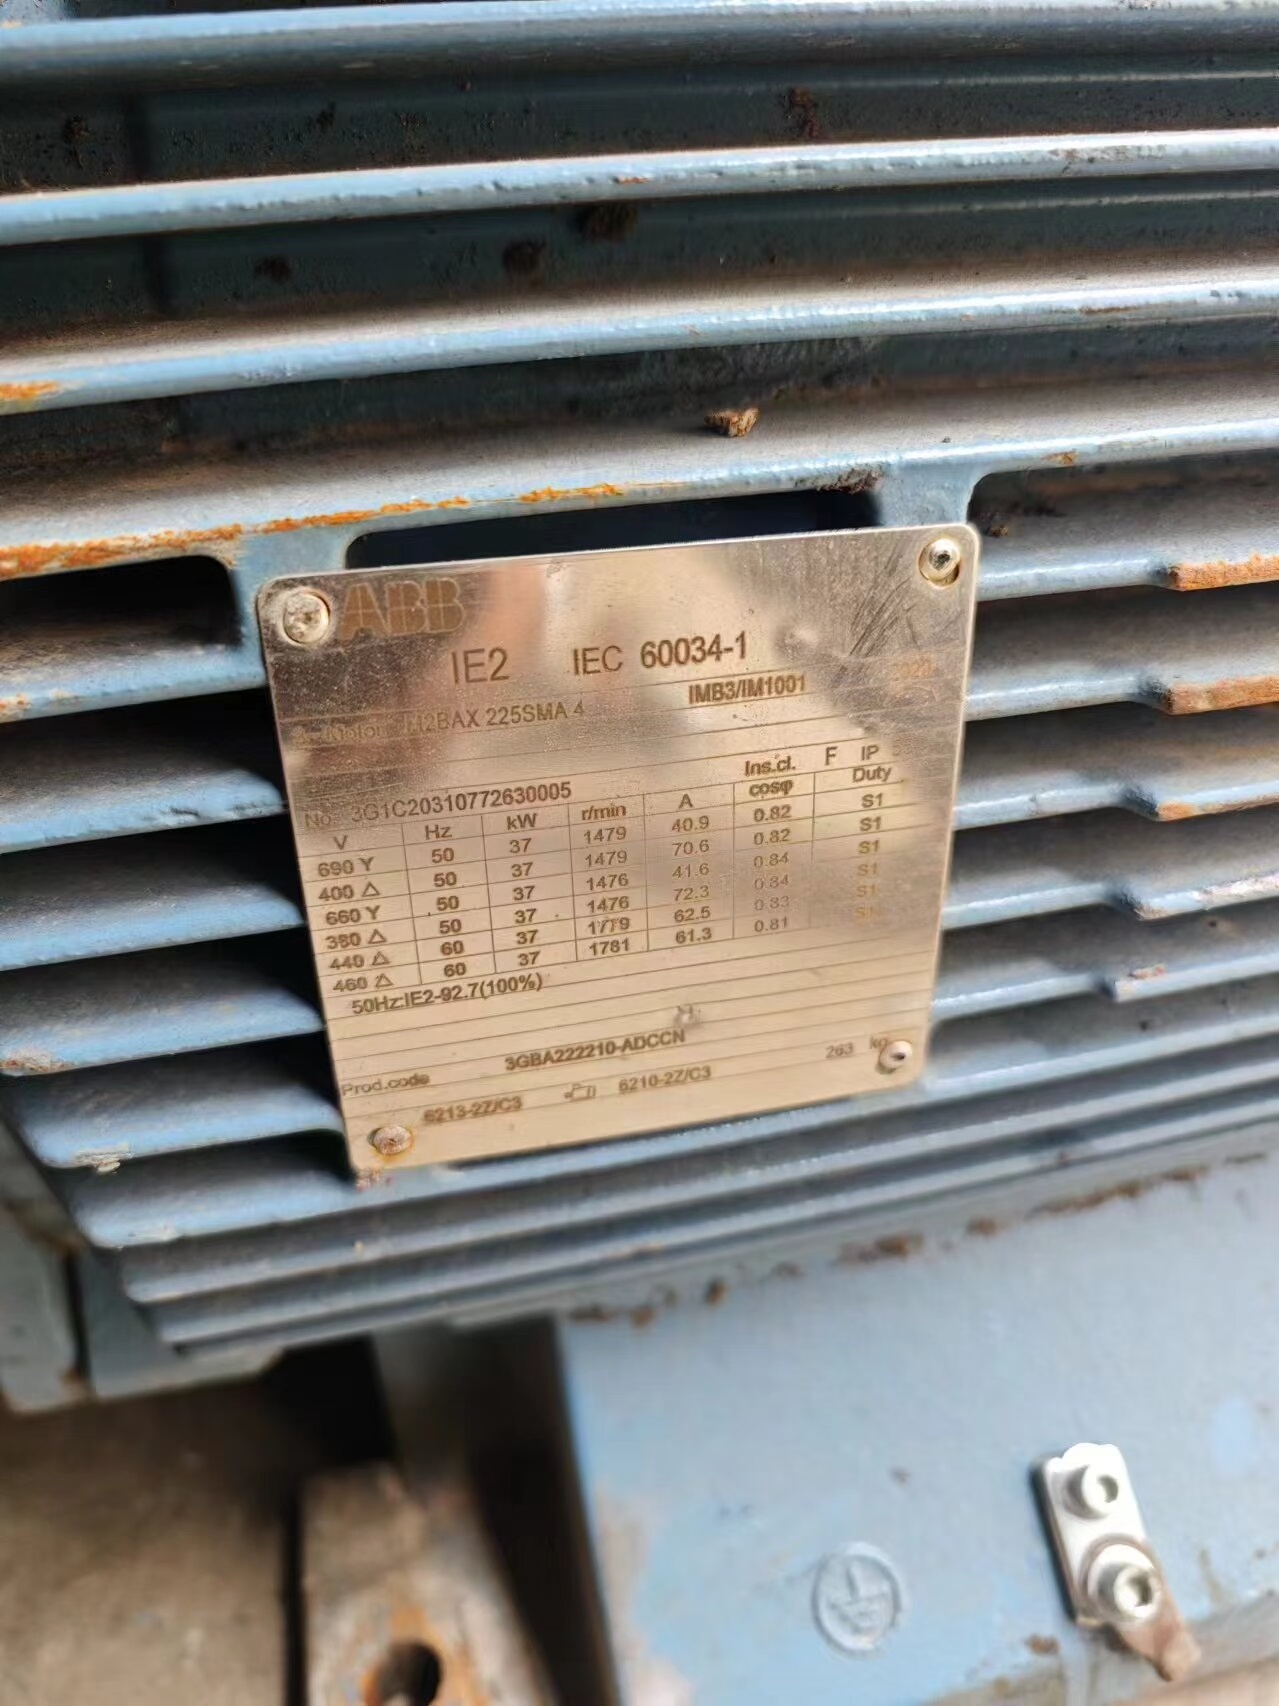 ABB
IE2 IEC 60034-1
Motor M2BAX 225SMA 4 IMB3/IM1001
No. 3G1C20310772630005 Ins.cl. F IP
V Hz kW r/min A cosφ Duty
690 Y 50 37 1479 40.9 0.82 S1
400 Δ 50 37 1479 70.6 0.82 S1
660 Y 50 37 1476 41.6 0.84 S1
380 Δ 50 37 1476 72.3 0.84 S1
440 Δ 60 37 1779 62.5 0.83 S1
460 Δ 60 37 1781 61.3 0.81 S1
50Hz:IE2-92.7(100%)
Prod.code 3GBA222210-ADCCN
6213-2Z/C3 6210-2Z/C3 263 kg